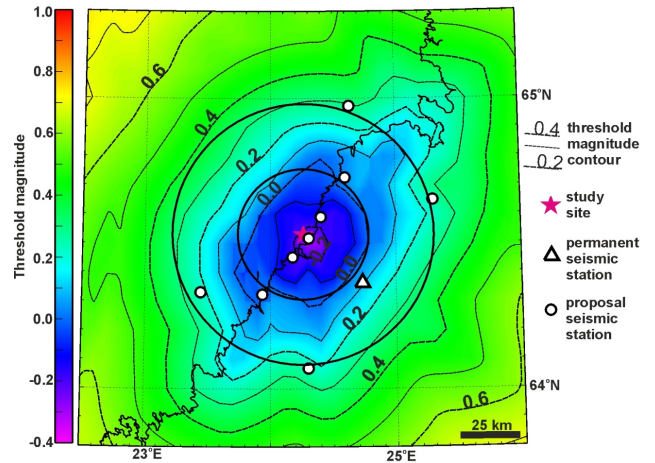 1.0
0.8
0.6
0.4
0.2
0.0
-0.2
-0.4
Threshold magnitude
0.6
0.4
0.2
0.0
0.2
0.0
0.2
0.4
0.6
25 km
23°E
25°E
65°N
64°N
0.4
0.2
threshold
magnitude
contour
study
site
permanent
seismic
station
proposal
seismic
station